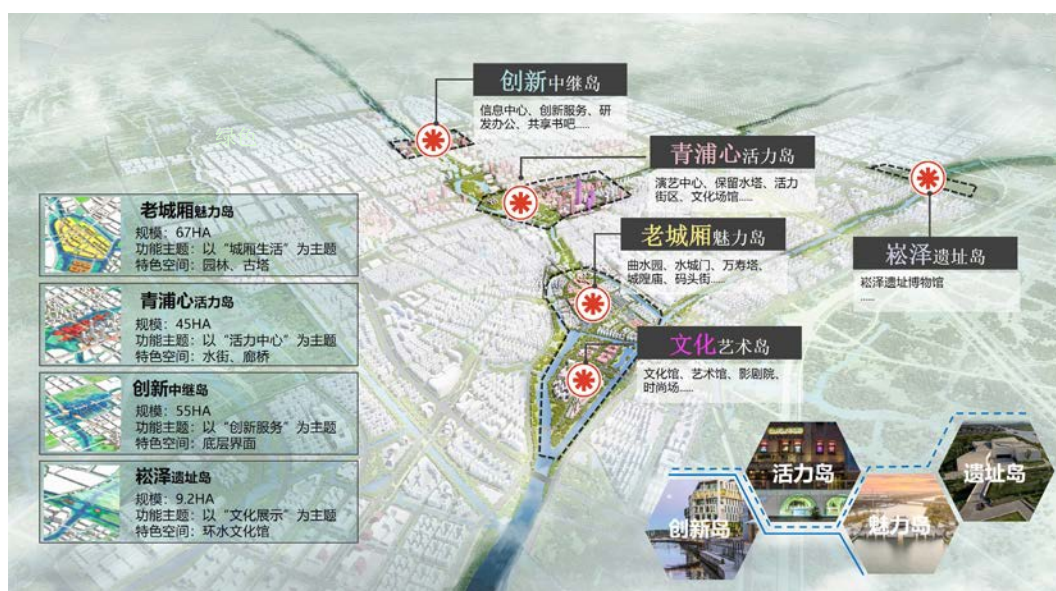 创新中继岛
信息中心、创新服务、研
发办公、共享书吧.....
青浦心活力岛
演艺中心、保留水塔、活力
街区、文化场馆.....
老城厢魅力岛
曲水园、水城门、万寿塔、
城隍庙、码头街.....
崧泽遗址岛
崧泽遗址博物馆
.....
文化艺术岛
文化馆、艺术馆、影剧院、
时尚场.....
老城厢魅力岛
规模：67HA
功能主题：以“城厢生活”为主题
特色空间：园林、古塔
青浦心活力岛
规模：45HA
功能主题：以“活力中心”为主题
特色空间：水街、廊桥
创新中继岛
规模：55HA
功能主题：以“创新服务”为主题
特色空间：底层界面
崧泽遗址岛
规模：9.2HA
功能主题：以“文化展示”为主题
特色空间：环水文化馆
创新岛
活力岛
魅力岛
遗址岛